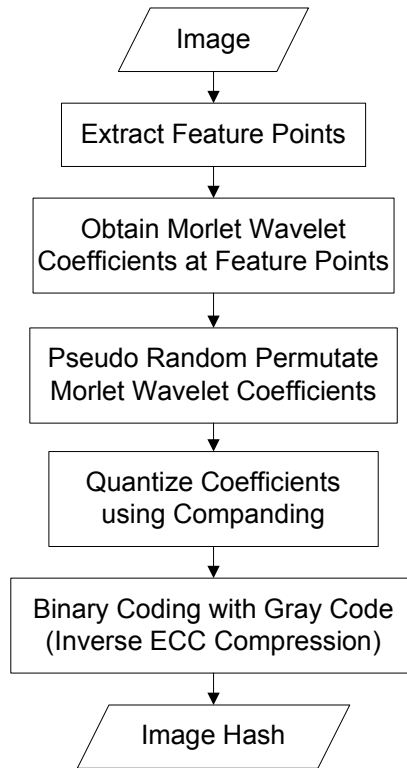 Image
Extract Feature Points
Obtain Morlet Wavelet
Coefficients at Feature Points
Pseudo Random Permutate
Morlet Wavelet Coefficients
Quantize Coefficients
using Companding
Binary Coding with Gray Code
(Inverse ECC Compression)
Image Hash